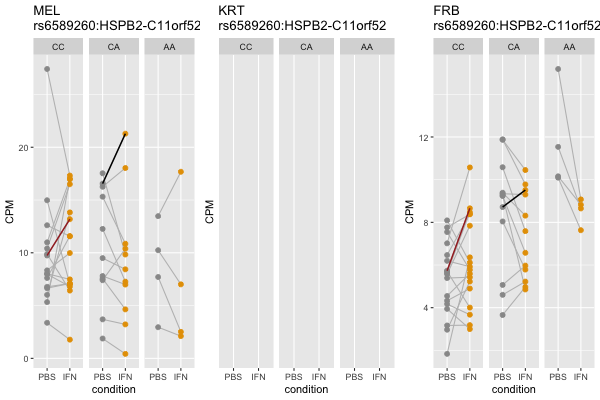 MEL
rs6589260:HSPB2-C11orf52
CC CA AA
20
10
0
CPM
PBS IFN PBS IFN PBS IFN
condition
KRT
rs6589260:HSPB2-C11orf52
CC CA AA
CPM
PBS IFN PBS IFN PBS IFN
condition
FRB
rs6589260:HSPB2-C11orf52
CC CA AA
12
8
4
CPM
PBS IFN PBS IFN PBS IFN
condition